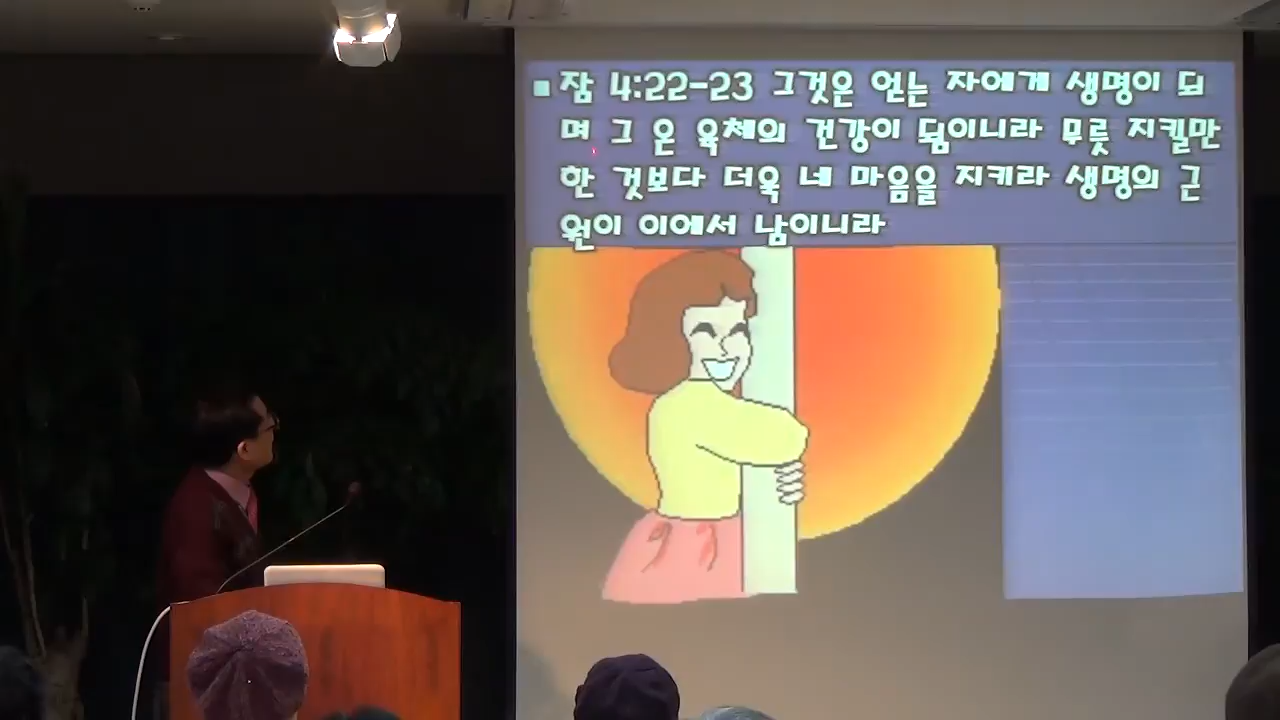 ■ 잠 4:22-23 그것은 얻는 자에게 생명이 되
며 그 온 육체의 건강이 됨이니라 무릇 지킬만
한 것보다 더욱 네 마음을 지키라 생명의 근
원이 이에서 남이니라